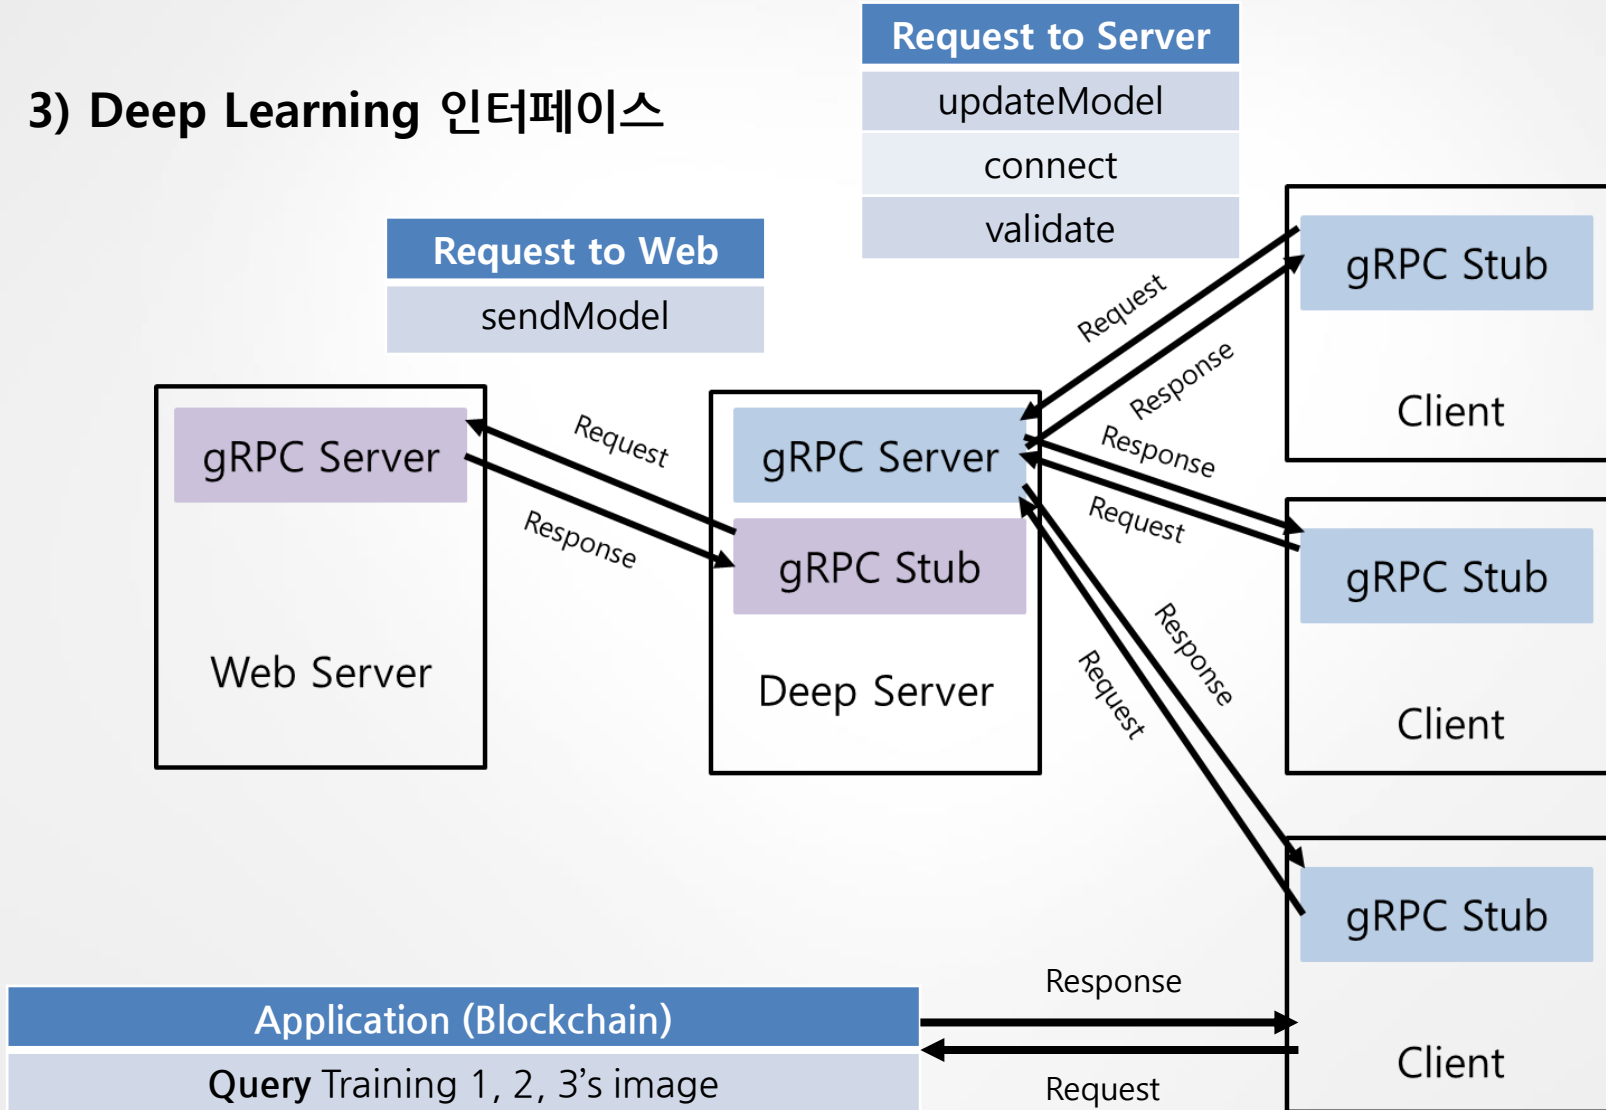 3) Deep Learning 인터페이스
Request to Server
updateModel
connect
validate
Request to Web
sendModel
gRPC Server
Web Server
Request
Response
gRPC Server
gRPC Stub
Deep Server
Request
Response
Response
Request
Response
Request
gRPC Stub
Client
gRPC Stub
Client
gRPC Stub
Client
Application (Blockchain)
Query Training 1, 2, 3's image
Response
Request